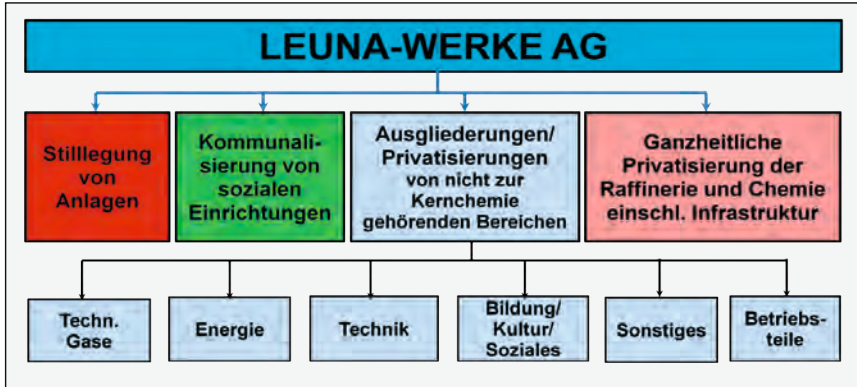 LEUNA-WERKE AG
Stilllegung
von
Anlagen
Kommunali-
sierung von
sozialen
Einrichtungen
Ausgliederungen/
Privatisierungen
von nicht zur
Kernchemie
gehörenden Bereichen
Ganzheitliche
Privatisierung der
Raffinerie und Chemie
einschl. Infrastruktur
Techn.
Gase
Energie
Technik
Bildung/
Kultur/
Soziales
Sonstiges
Betriebs-
teile